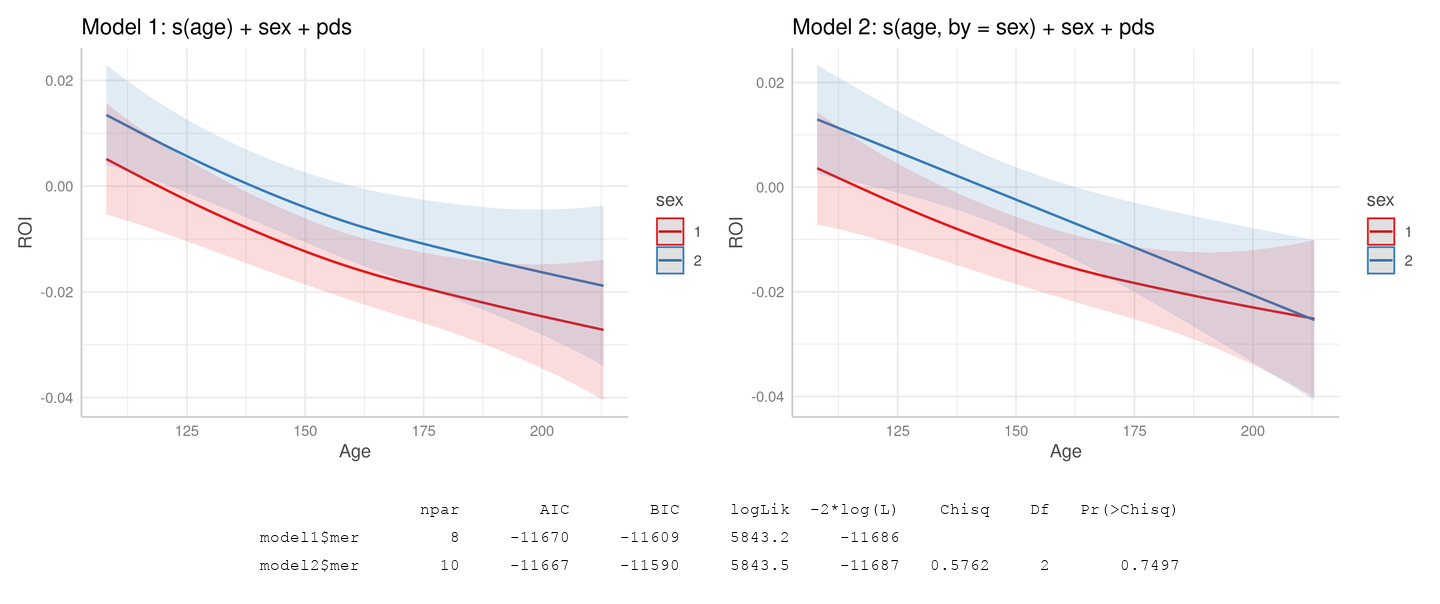 Model 1: s(age) + sex + pds
0.02
0.00
-0.02
-0.04
ROI
125 150 175 200
Age
sex
1
2
Model 2: s(age, by = sex) + sex + pds
0.02
0.00
-0.02
-0.04
ROI
125 150 175 200
Age
sex
1
2
npar AIC BIC logLik -2*log(L) Chisq Df Pr(>Chisq)
model1$mer 8 -11670 -11609 5843.2 -11686
model2$mer 10 -11667 -11590 5843.5 -11687 0.5762 2 0.7497